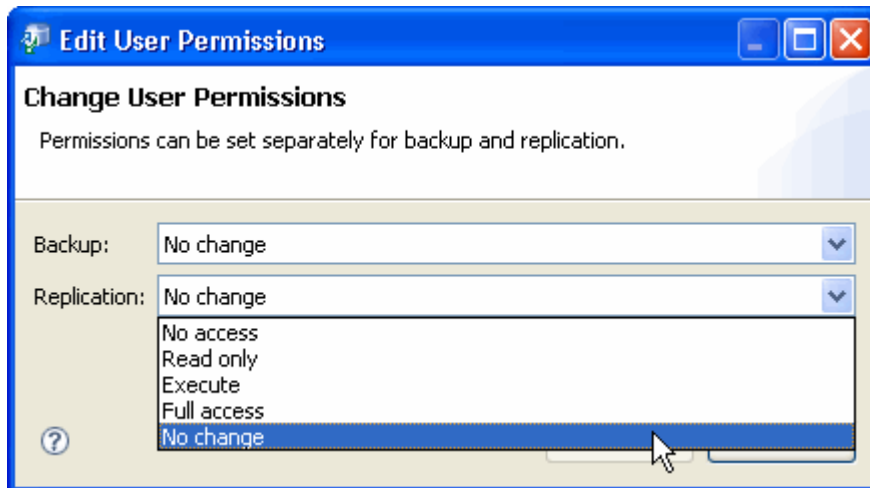 Edit User Permissions
Change User Permissions
Permissions can be set separately for backup and replication.
Backup: No change
Replication: No change
No access
Read only
Execute
Full access
No change
?